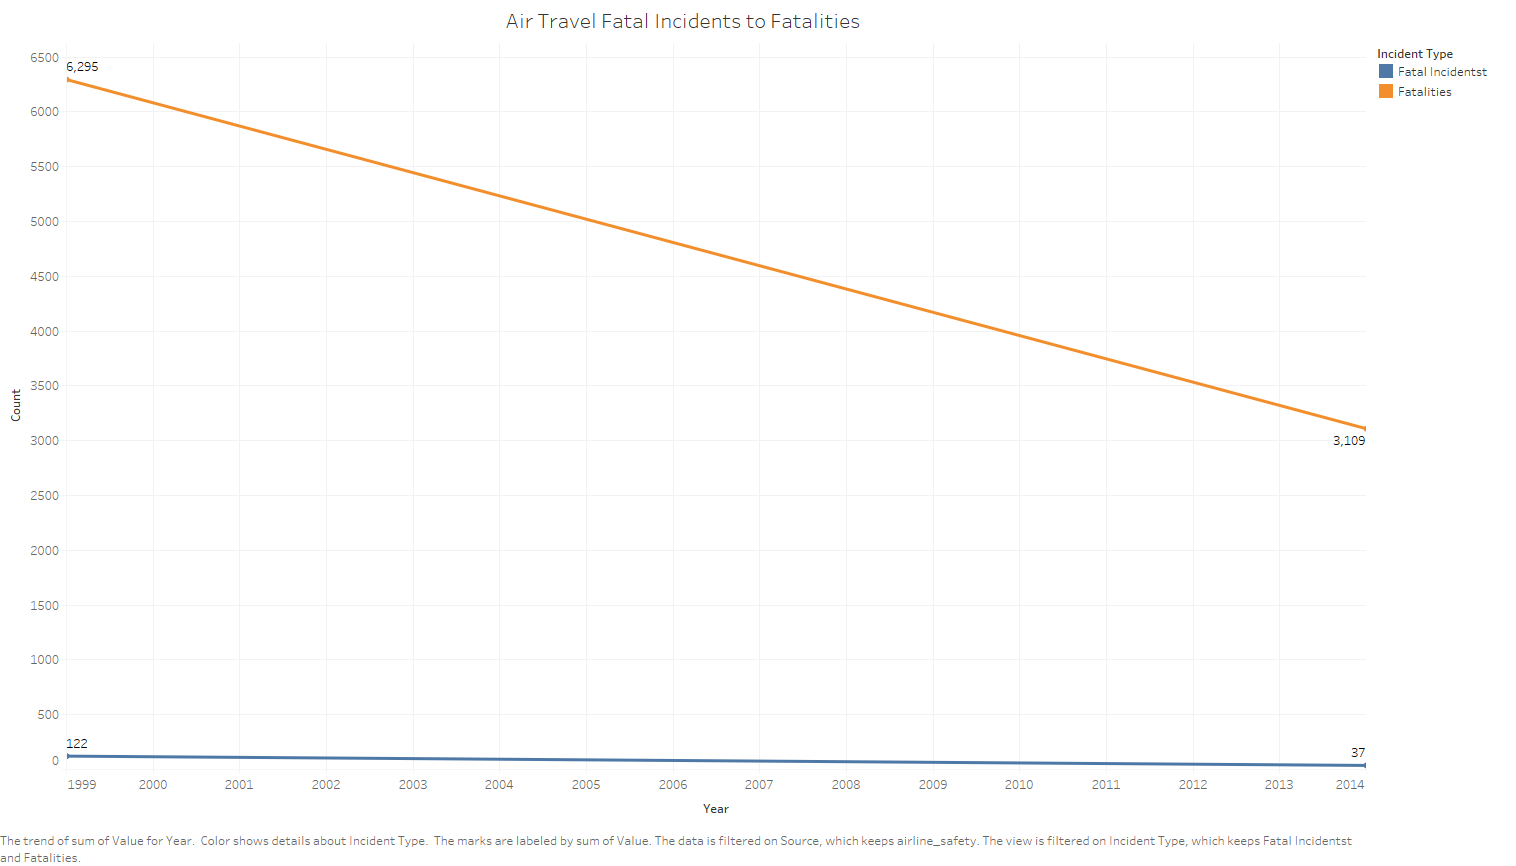 Air Travel Fatal Incidents to Fatalities
Incident Type
Fatal Incidentst
Fatalities
6500
6000
5500
5000
4500
4000
3500
3000
2500
2000
1500
1000
500
0
Count
6,295
3,109
122
37
1999 2000 2001 2002 2003 2004 2005 2006 2007 2008 2009 2010 2011 2012 2013 2014
Year
The trend of sum of Value for Year.  Color shows details about Incident Type.  The marks are labeled by sum of Value. The data is filtered on Source, which keeps airline_safety. The view is filtered on Incident Type, which keeps Fatal Incidentst
and Fatalities.